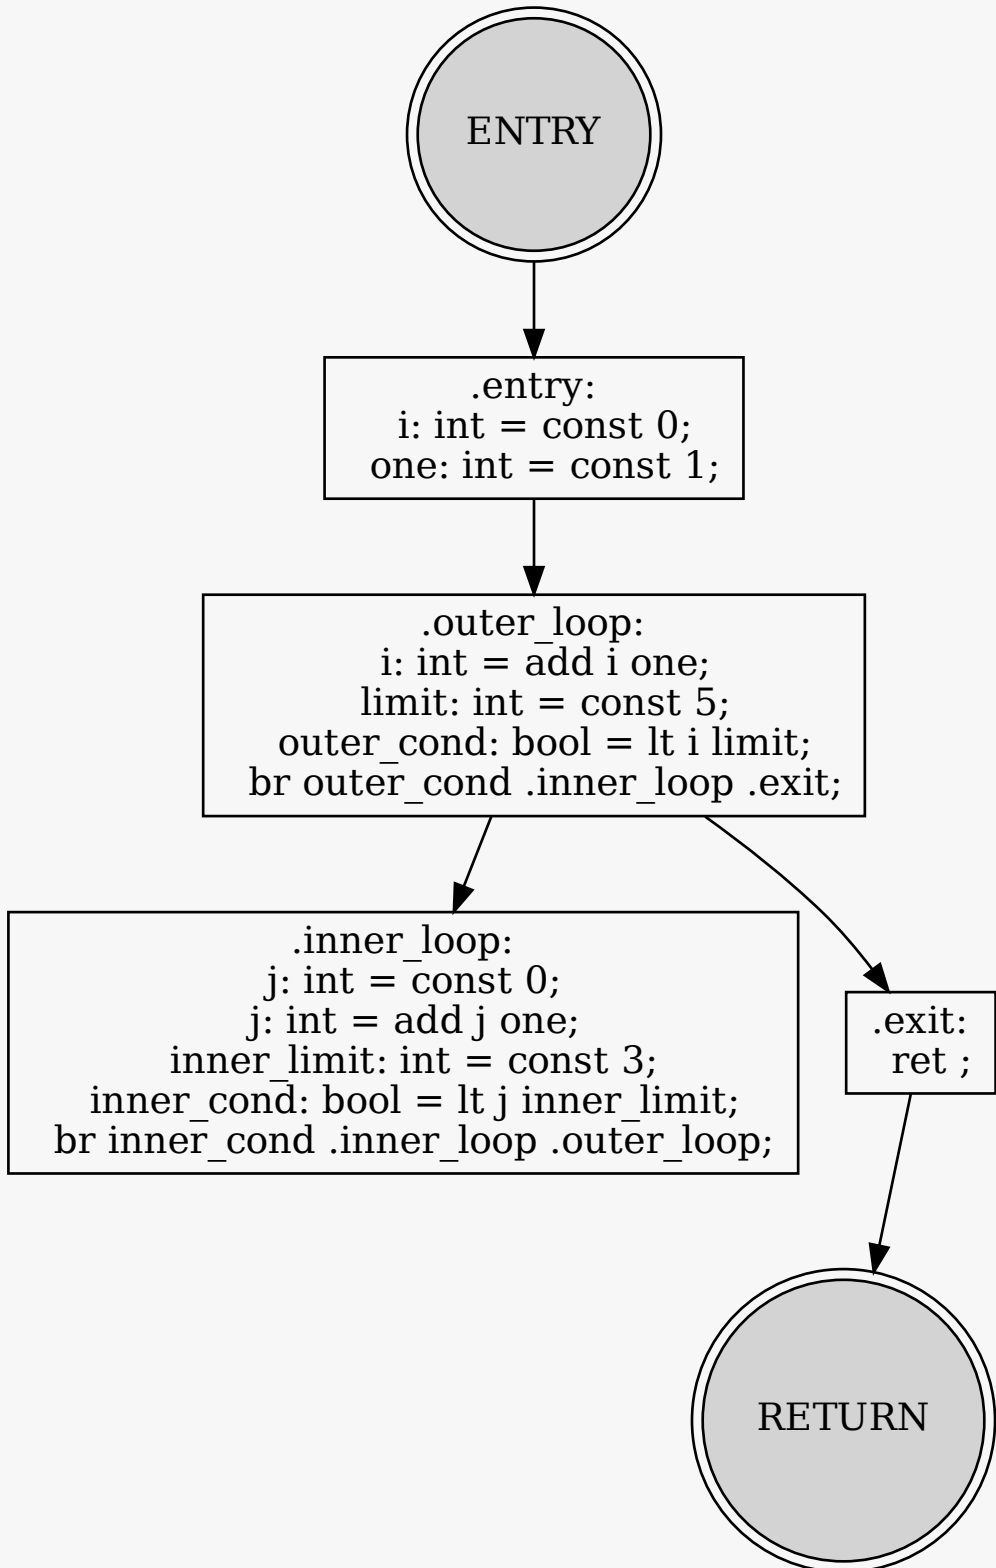 ENTRY
.entry:
i: int = const 0;
one: int = const 1;
.outer_loop:
i: int = add i one;
limit: int = const 5;
outer_cond: bool = lt i limit;
br outer_cond .inner_loop .exit;
.inner_loop:
j: int = const 0;
j: int = add j one;
inner_limit: int = const 3;
inner_cond: bool = lt j inner_limit;
br inner_cond .inner_loop .outer_loop;
.exit:
ret ;
RETURN